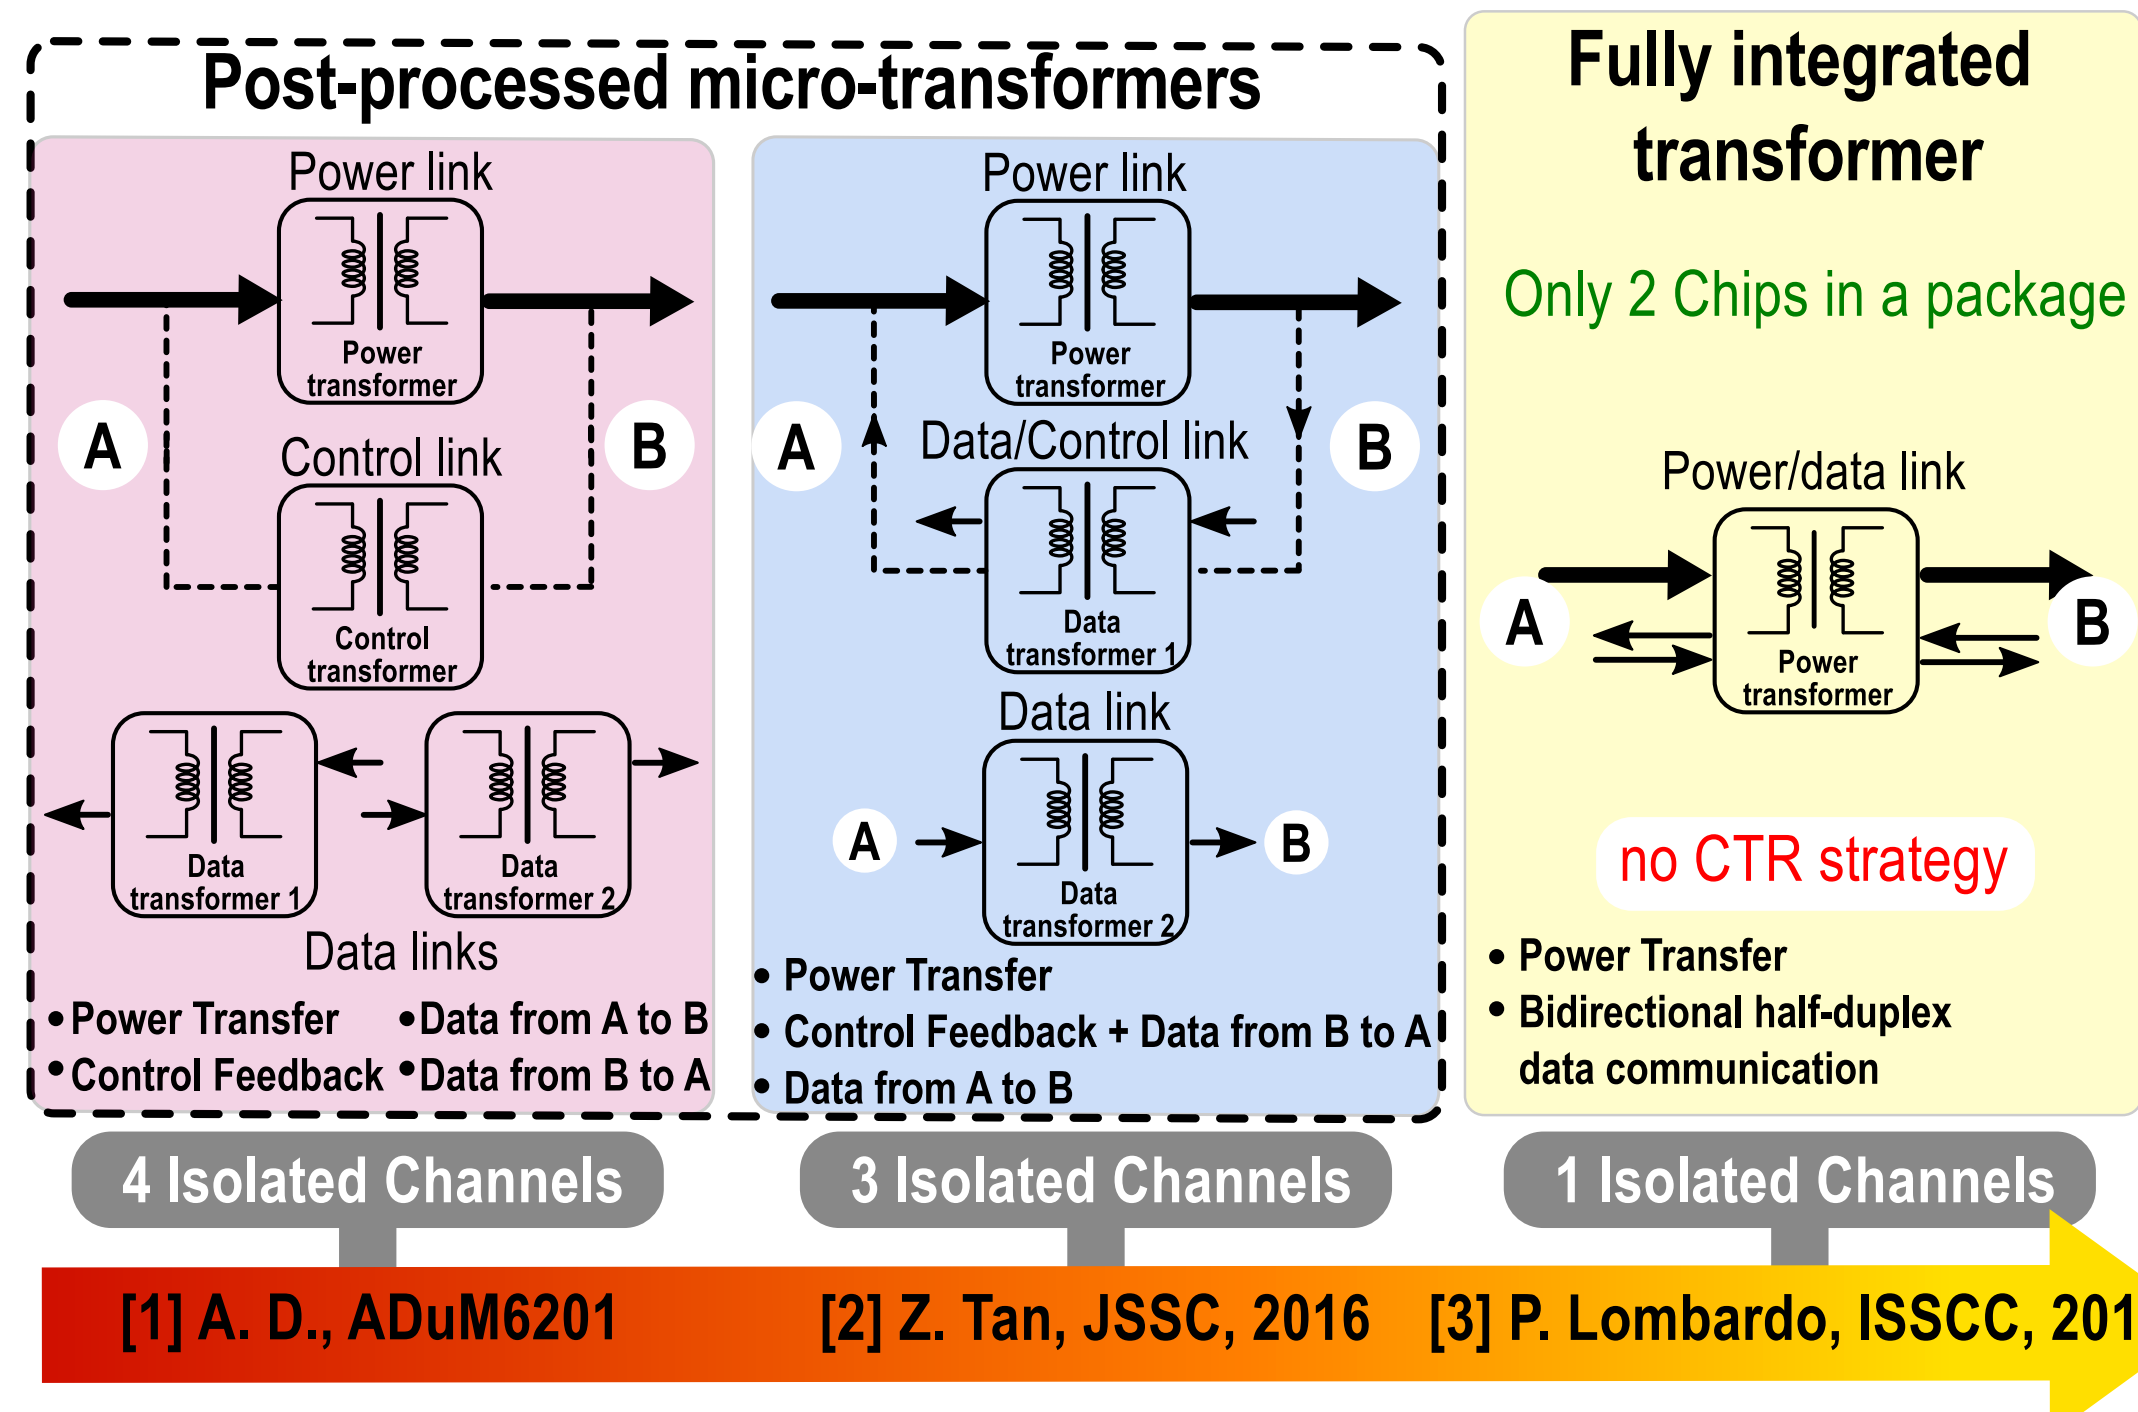 Post-processed micro-transformers
Power link
Power
transformer
A
B
Control link
Control
transformer
Data
transformer 1
Data
transformer 2
Data links
• Power Transfer
• Control Feedback
• Data from A to B
• Data from B to A
Power link
Power
transformer
A
B
Data/Control link
Data
transformer 1
Data link
A
B
Data
transformer 2
• Power Transfer
• Control Feedback + Data from B to A
• Data from A to B
Fully integrated
transformer
Only 2 Chips in a package
Power/data link
A
B
Power
transformer
no CTR strategy
• Power Transfer
• Bidirectional half-duplex
data communication
4 Isolated Channels
3 Isolated Channels
1 Isolated Channels
[1] A. D., ADuM6201
[2] Z. Tan, JSSC, 2016
[3] P. Lombardo, ISSCC, 201